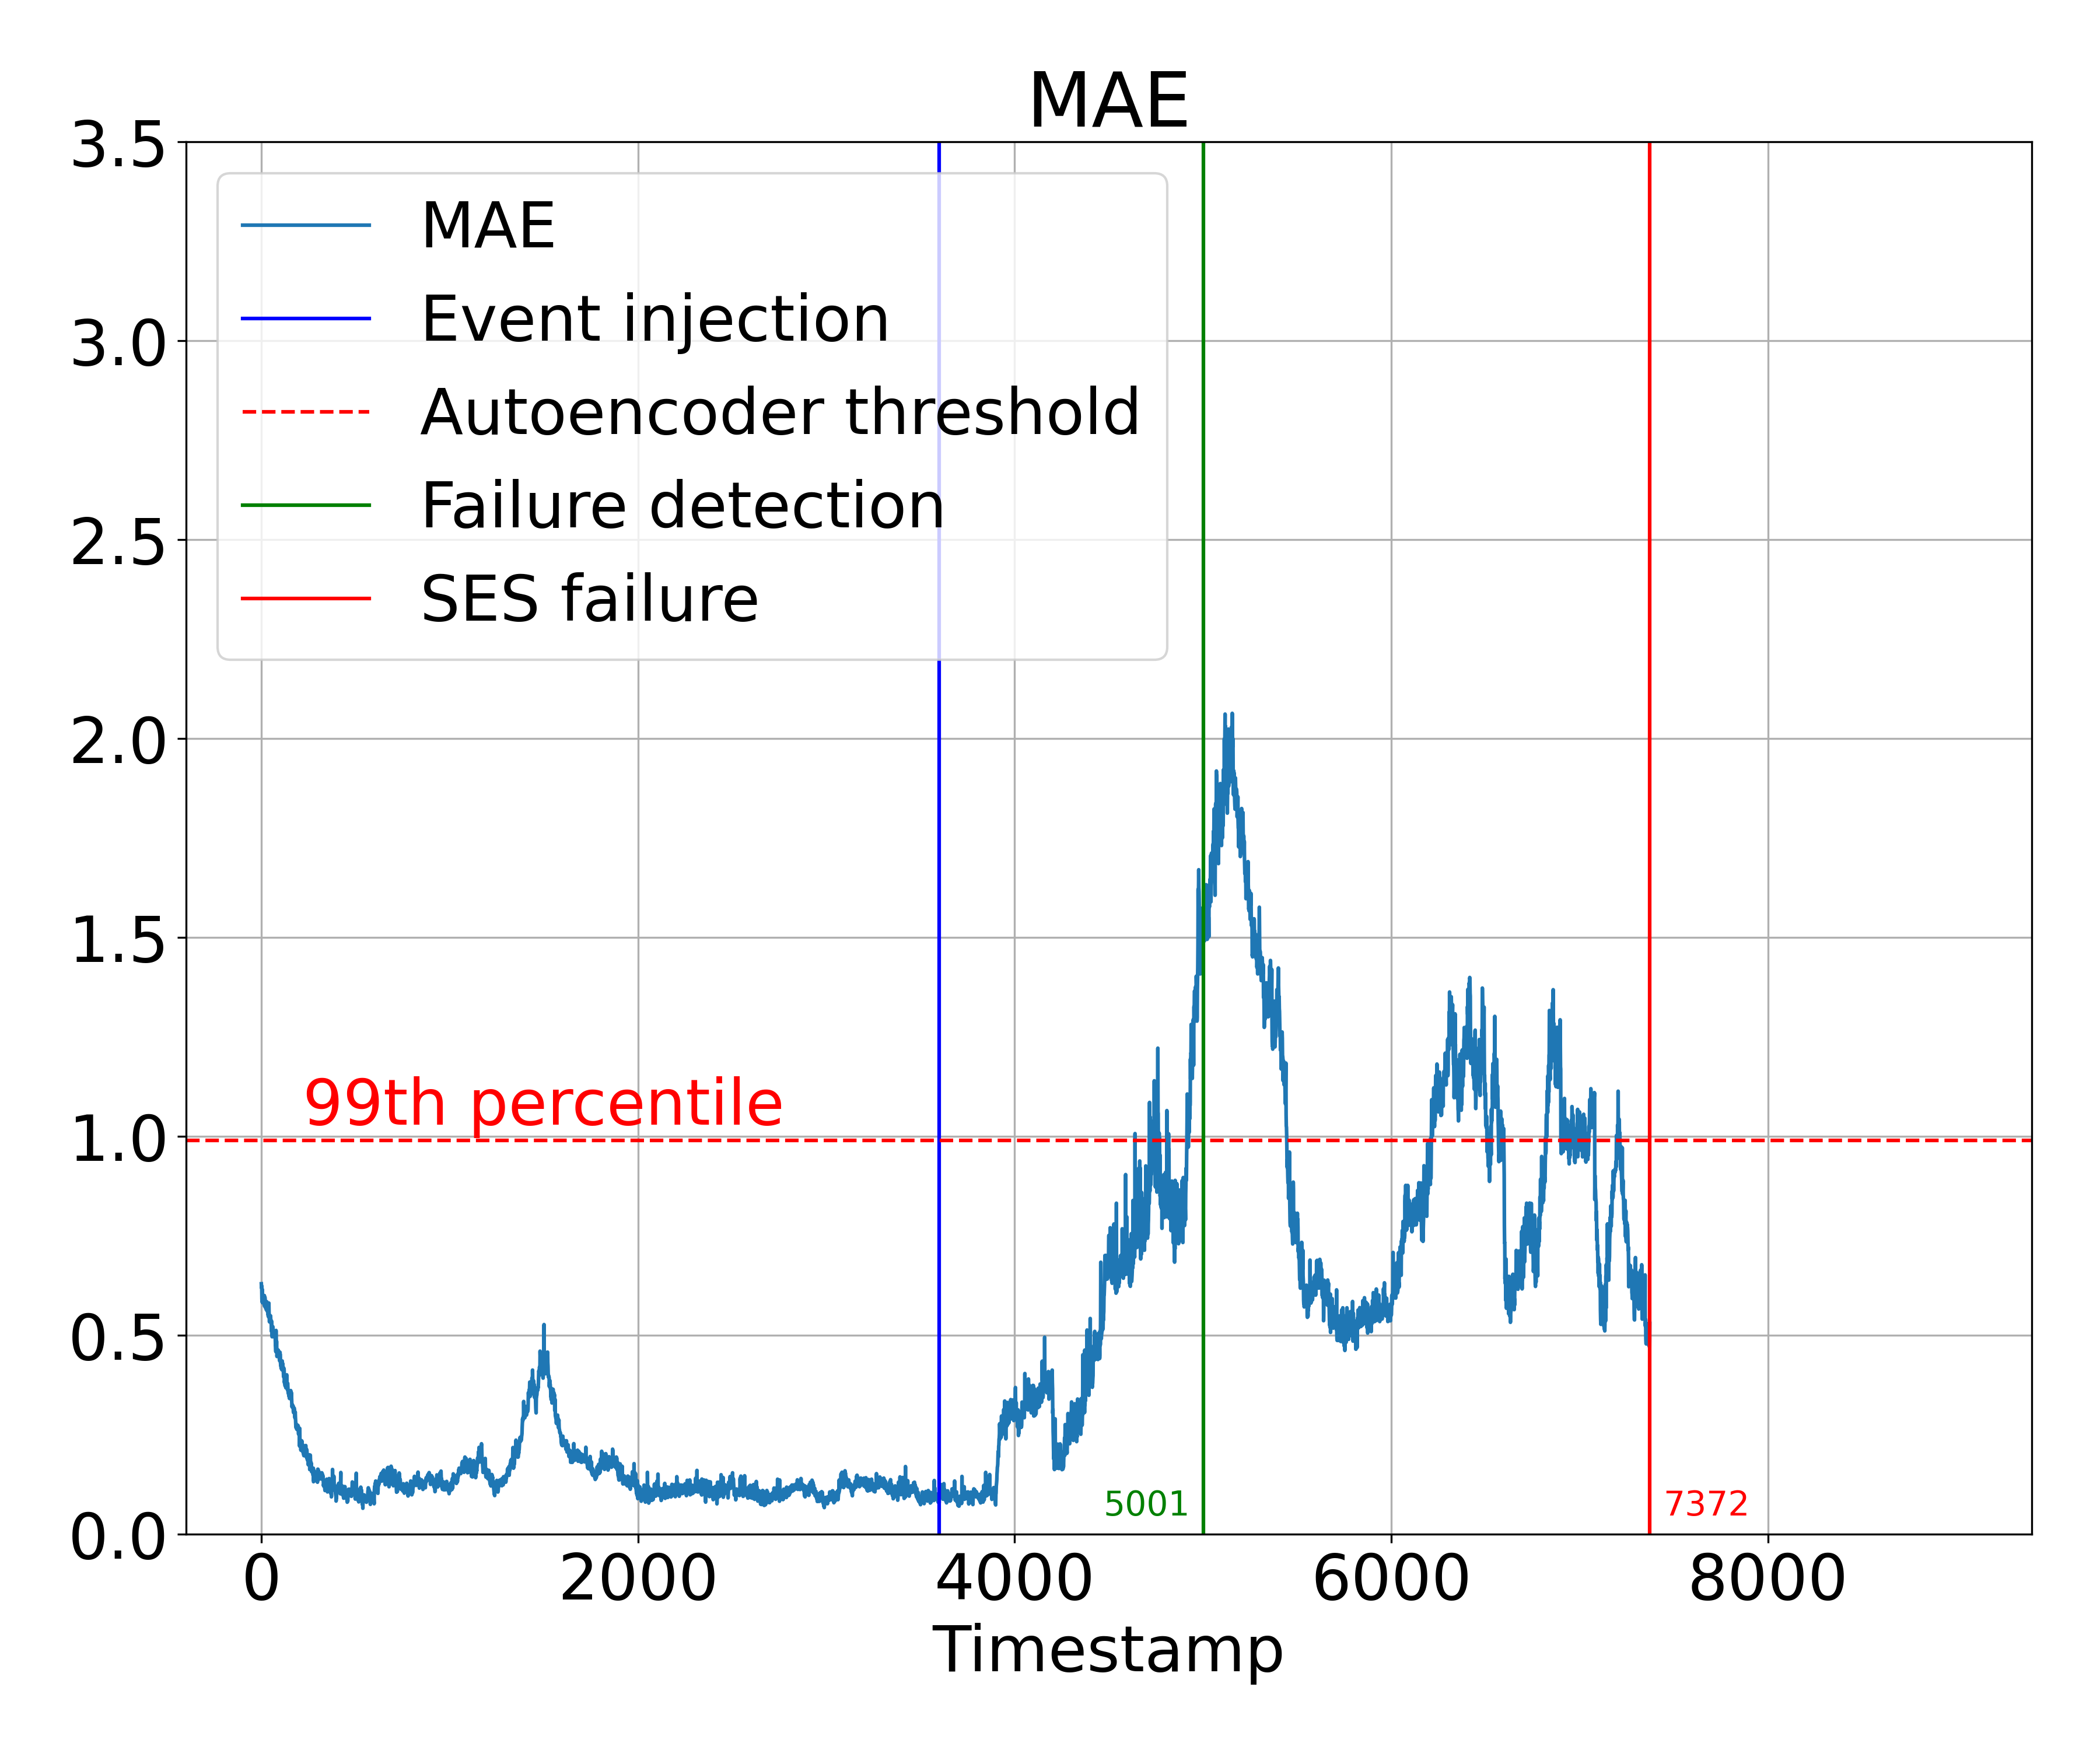 MAE
3.5
3.0
2.5
2.0
1.5
1.0
0.5
0.0
MAE
Event injection
Autoencoder threshold
Failure detection
SES failure
99th percentile
5001
7372
0 2000 4000 6000 8000
Timestamp